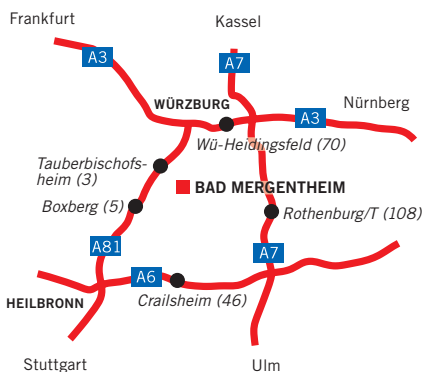 Frankfurt
Kassel
A3
A7
WÜRZBURG
Nürnberg
A3
Wü-Heidingsfeld (70)
Tauberbischofs-
heim (3)
BAD MERGENTHEIM
Boxberg (5)
Rothenburg/T (108)
A81
A7
A6
HEILBRONN
Crailsheim (46)
Stuttgart
Ulm